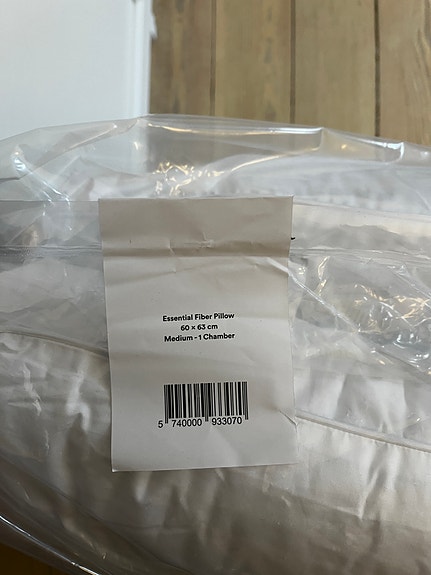 Essential Fiber Pillow
60 × 63 cm
Medium - 1 Chamber
5 740000 933070